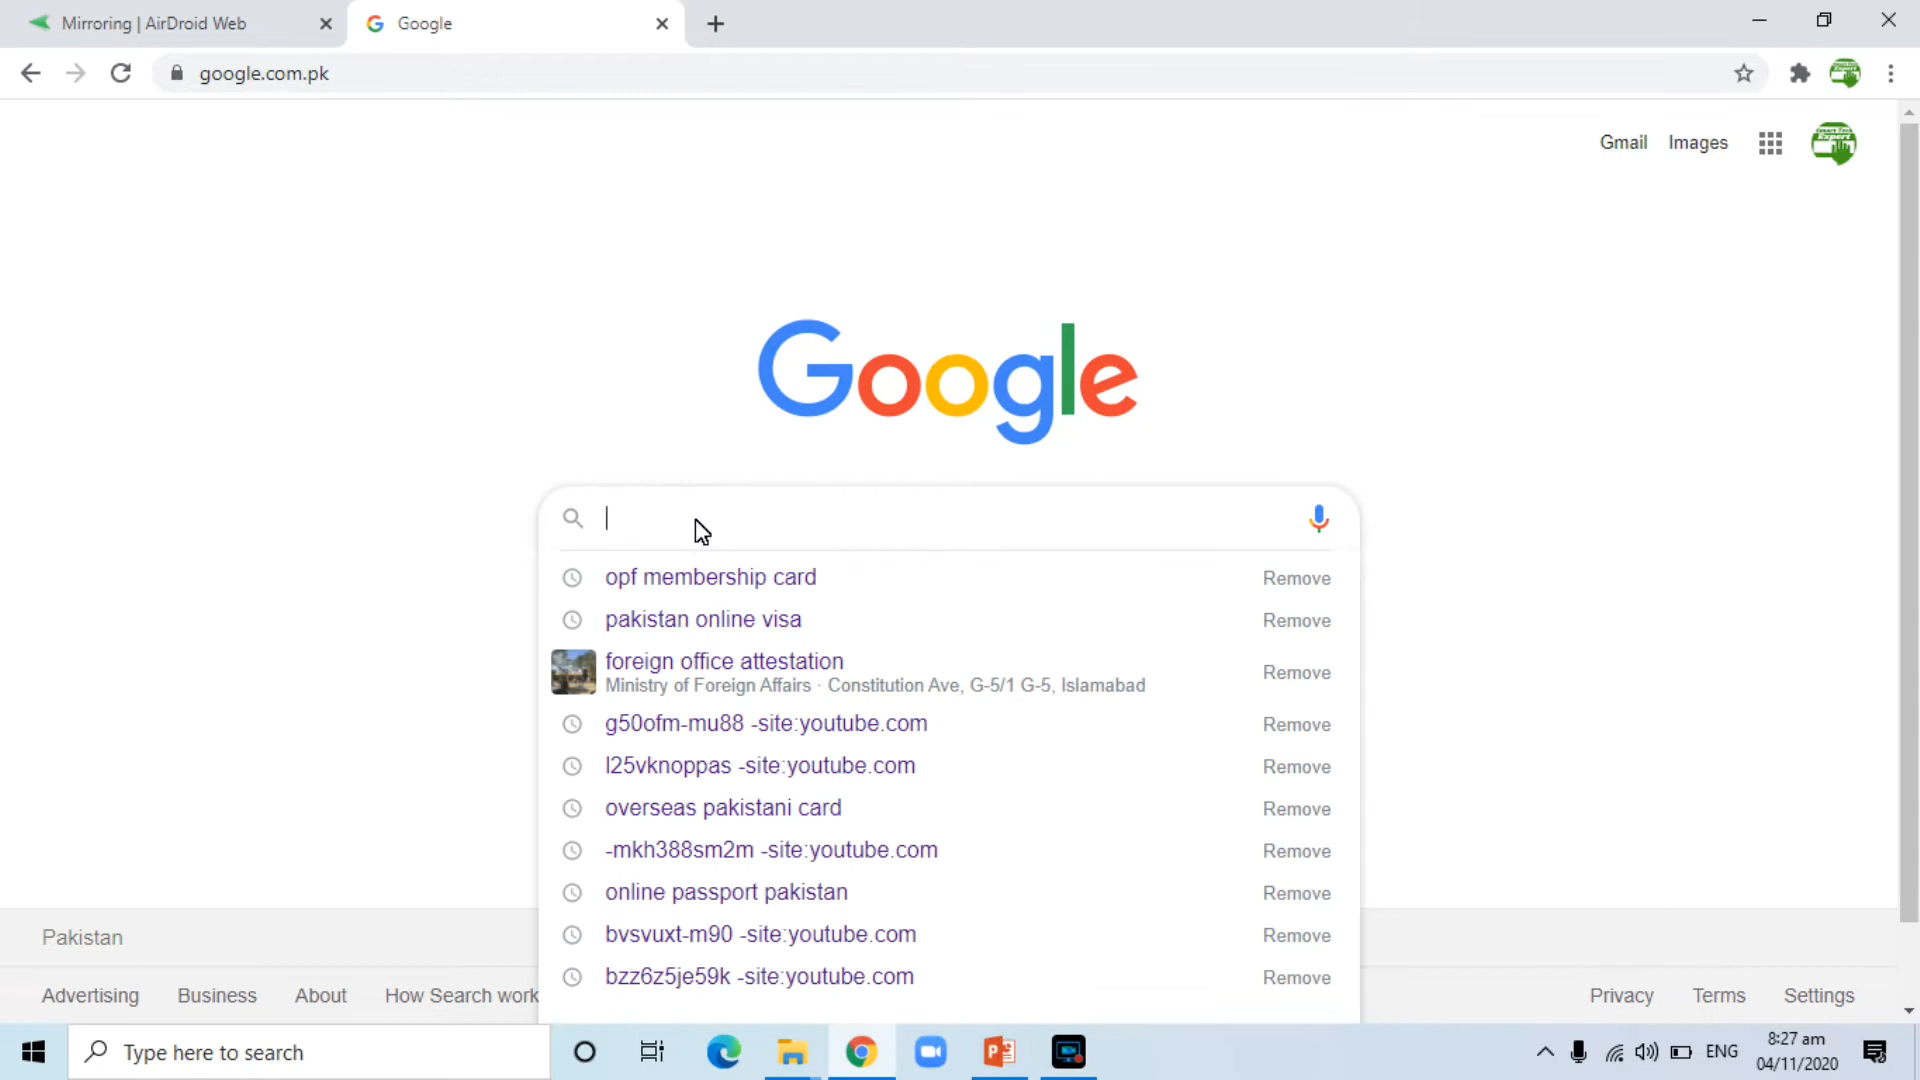 Mirroring | AirDroid Web
Google
google.com.pk
Gmail Images
Google
opf membership card Remove
pakistan online visa Remove
foreign office attestation Remove
Ministry of Foreign Affairs · Constitution Ave, G-5/1 G-5, Islamabad
g50ofm-mu88 -site:youtube.com Remove
l25vknoppas -site:youtube.com Remove
overseas pakistani card Remove
-mkh388sm2m -site:youtube.com Remove
online passport pakistan Remove
bvsvuxt-m90 -site:youtube.com Remove
bzz6z5je59k -site:youtube.com Remove
Pakistan
Advertising Business About How Search work Privacy Terms Settings
Type here to search
ENG
8:27 am
04/11/2020